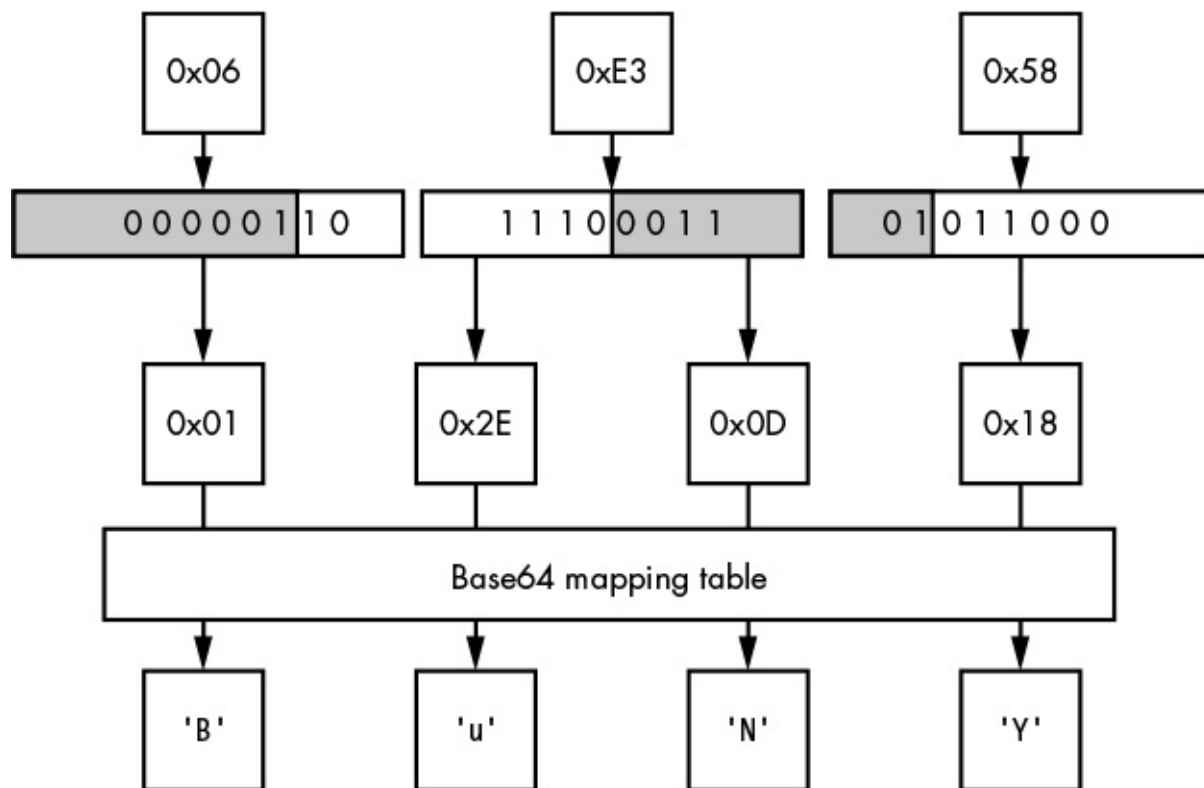 0x06 0xE3 0x58
0 0 0 0 0 1 1 0 1 1 1 0 0 0 1 1 0 1 0 1 1 0 0 0
0x01 0x2E 0x0D 0x18
Base64 mapping table
'B' 'u' 'N' 'Y'